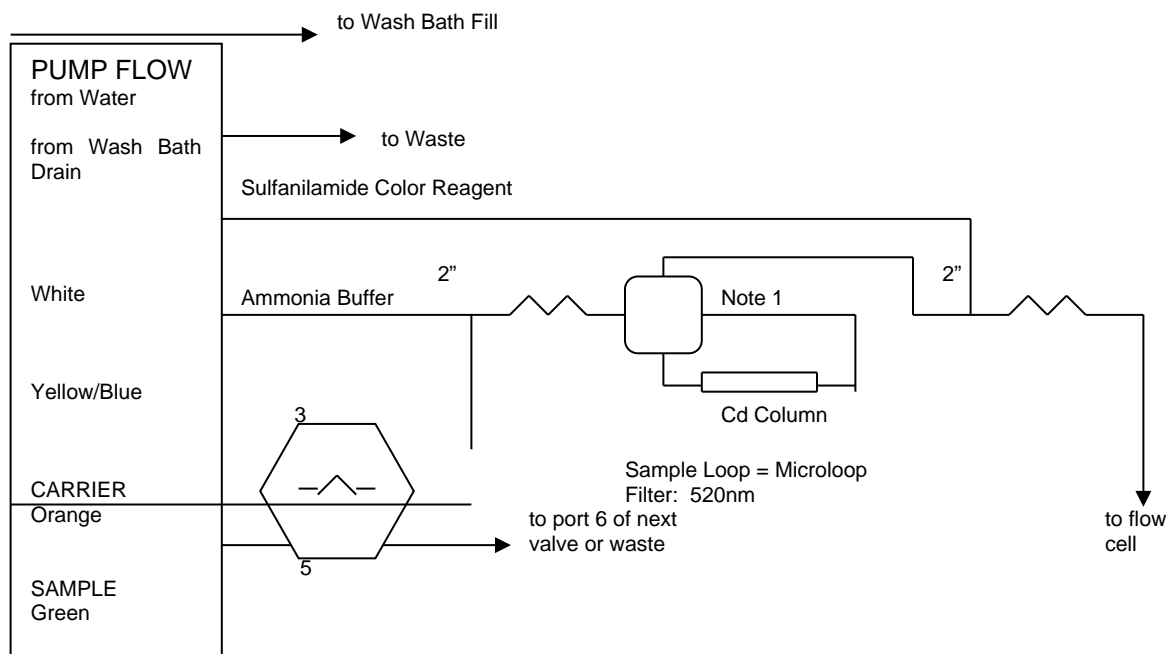 to Wash Bath Fill
PUMP FLOW
from Water
from Wash Bath
Drain
to Waste
Sulfanilamide Color Reagent
2”
2”
White
Ammonia Buffer
Note 1
Yellow/Blue
Cd Column
3
Sample Loop = Microloop
Filter: 520nm
CARRIER
Orange
to port 6 of next
valve or waste
to flow
cell
5
SAMPLE
Green